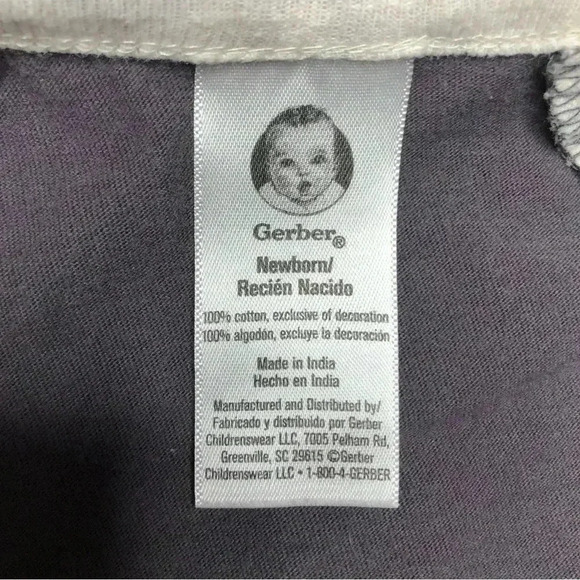 Gerber®
Newborn/
Recién Nacido
100% cotton, exclusive of decoration
100% algodón, excluye la decoración
Made in India
Hecho en India
Manufactured and Distributed by/
Fabricado y distribuido por Gerber
Childrenswear LLC, 7005 Pelham Rd,
Greenville, SC 29615 ©Gerber
Childrenswear LLC • 1-800-4-GERBER